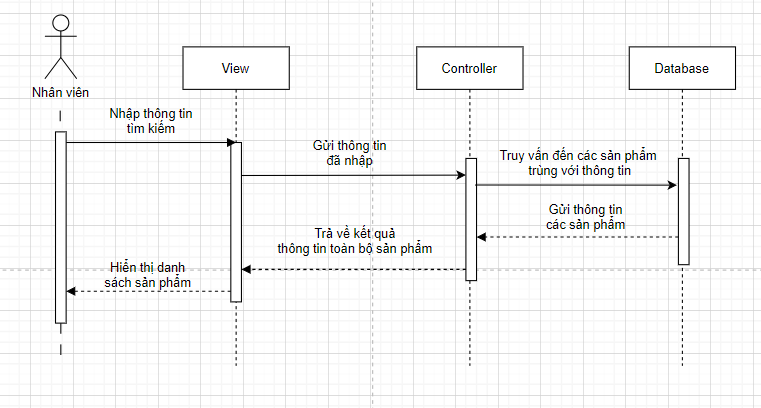 View
Controller
Database
Nhân viên
Nhập thông tin
tìm kiếm
Gửi thông tin
đã nhập
Truy vấn đến các sản phẩm
trùng với thông tin
Gửi thông tin
các sản phẩm
Trả về kết quả
thông tin toàn bộ sản phẩm
Hiển thị danh
sách sản phẩm